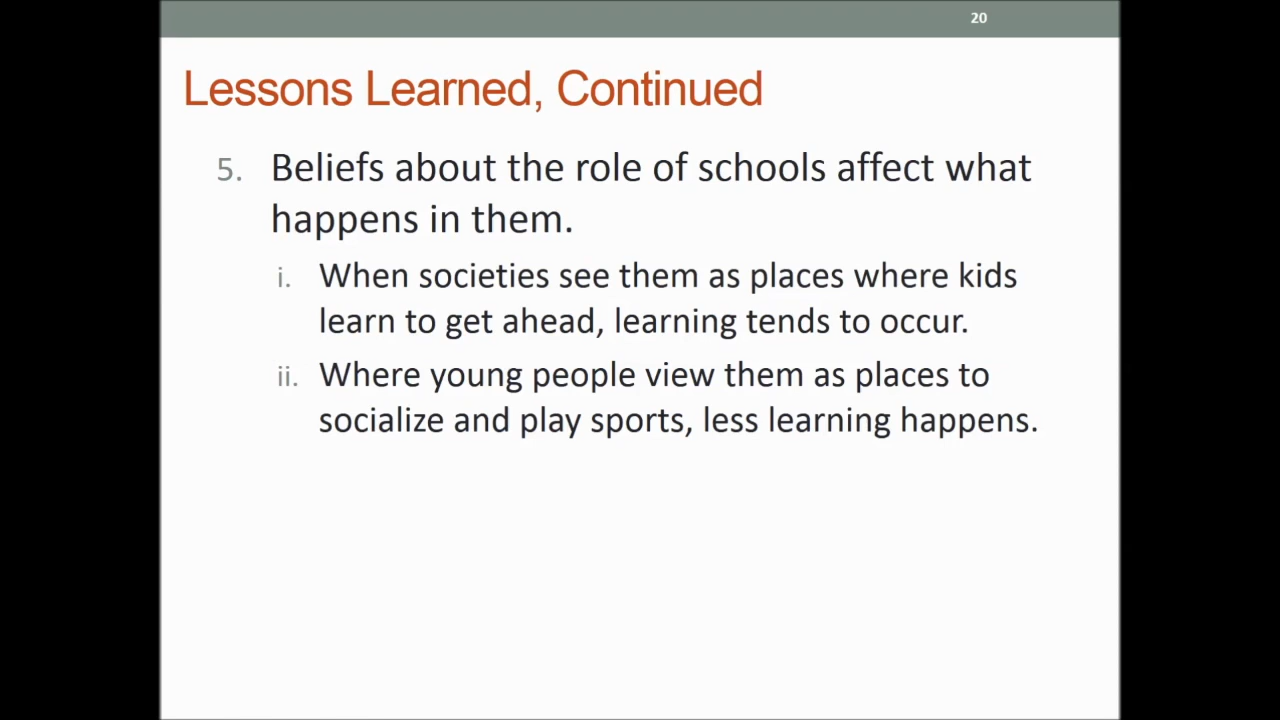 20
Lessons Learned, Continued
5. Beliefs about the role of schools affect what
happens in them.
i. When societies see them as places where kids
learn to get ahead, learning tends to occur.
ii. Where young people view them as places to
socialize and play sports, less learning happens.